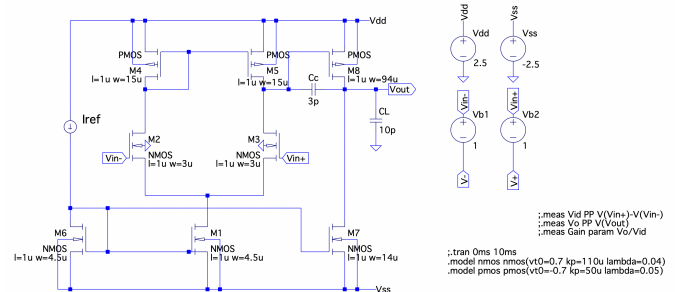 Vdd
PMOS
M4
l=1u w=15u
PMOS
M5
l=1u w=15u
PMOS
M8
l=1u w=94u
Cc
3p
Vout
CL
10p
Iref
M2
NMOS
l=1u w=3u
Vin-
M3
NMOS
l=1u w=3u
Vin+
M6
NMOS
l=1u w=4.5u
M1
NMOS
l=1u w=4.5u
M7
NMOS
l=1u w=14u
Vss
Vdd
Vdd
2.5
Vss
Vss
-2.5
Vin-
Vb1
1
V-
Vin+
Vb2
1
V+
;.meas Vid PP V(Vin+)-V(Vin-)
;.meas Vo PP V(Vout)
;.meas Gain param Vo/Vid
;.tran 0ms 10ms
.model nmos nmos(vt0=0.7 kp=110u lambda=0.04)
.model pmos pmos(vt0=-0.7 kp=50u lambda=0.05)